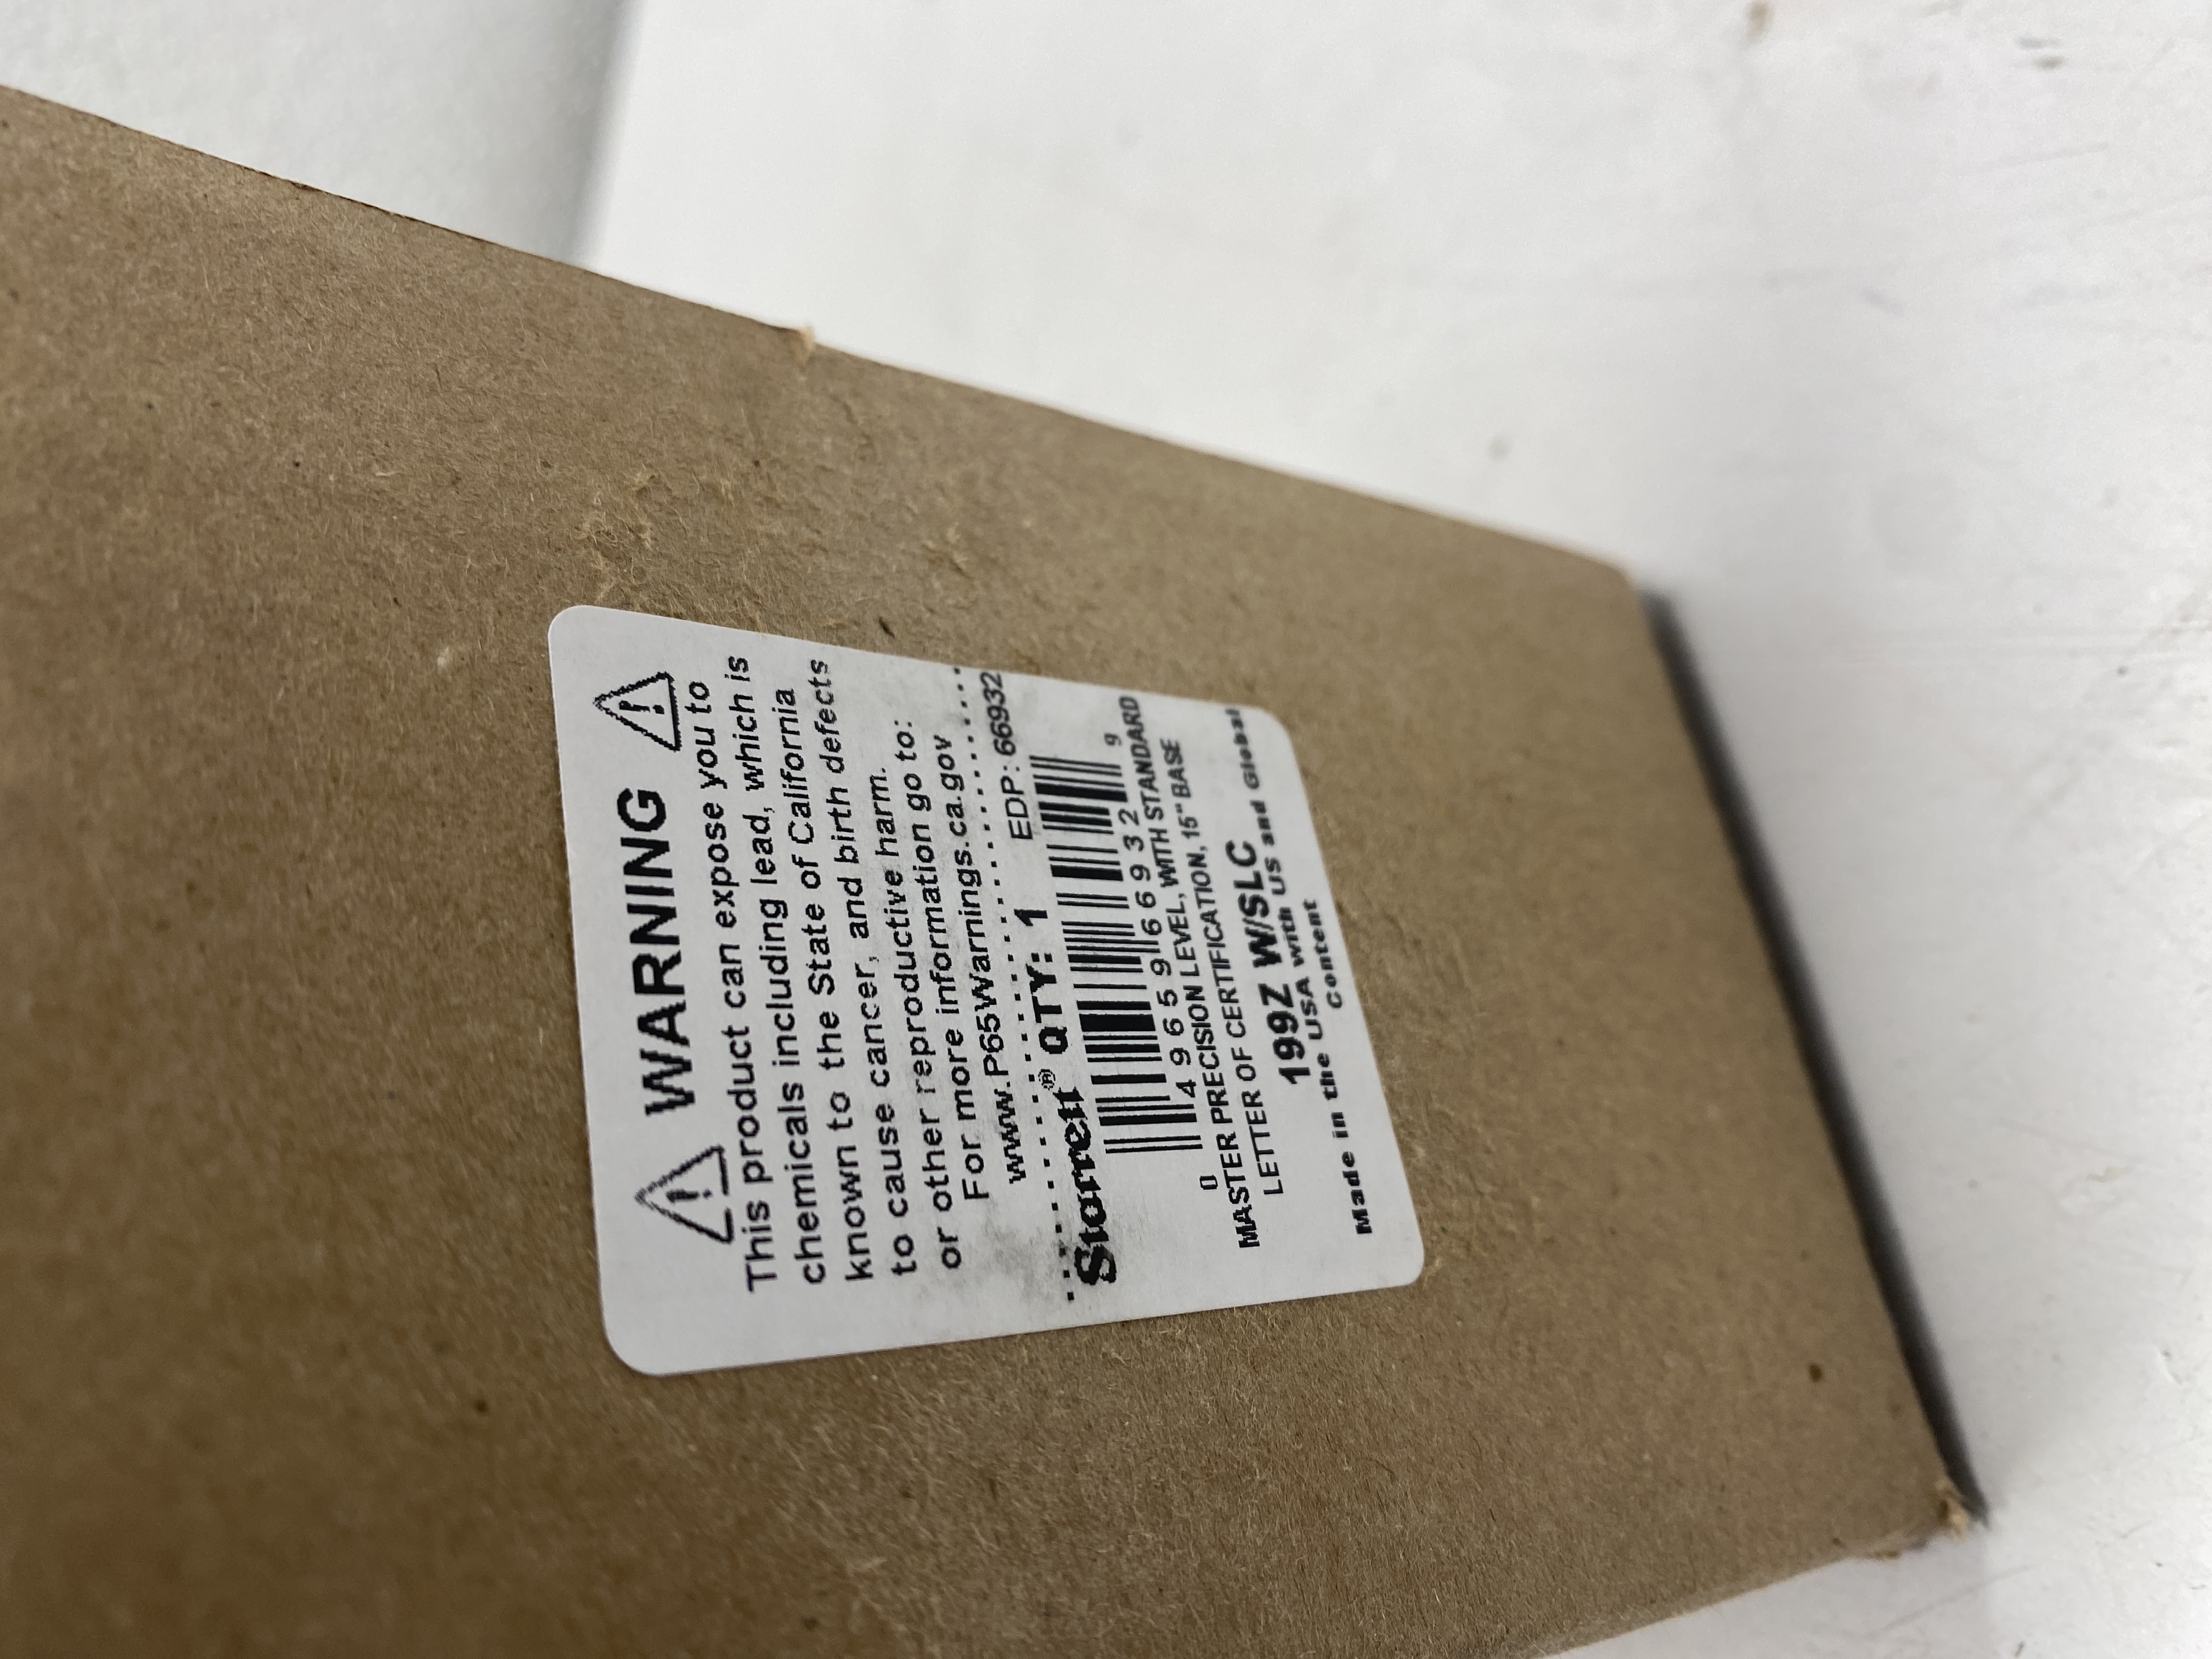 WARNING
This product can expose you to
chemicals including lead, which is
known to the State of California
to cause cancer, and birth defects
or other reproductive harm.
For more information go to:
www.P65Warnings.ca.gov
Starrett® QTY: 1 EDP: 66932
0 49659 66932 9
MASTER PRECISION LEVEL, WITH STANDARD
LETTER OF CERTIFICATION, 15" BASE
199Z W/SLC
Made in the USA with US and Global
Content